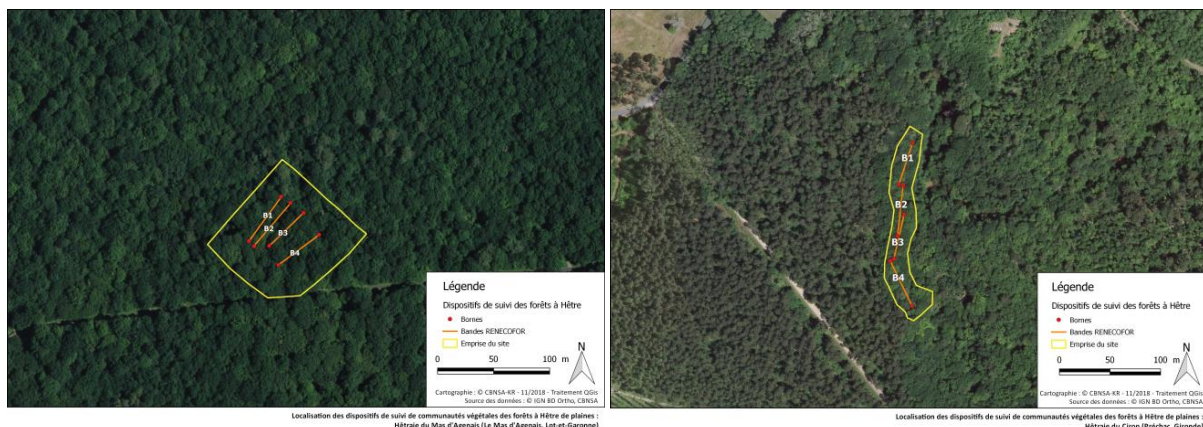 B1
B2
B3
B4
Légende
Dispositifs de suivi des forêts à Hêtre
Bornes
Bandes RENECOFOR
Emprise du site
N
0 50 100 m
Cartographie : © CBNSA-KR - 11/2018 - Traitement QGis
Source des données : © IGN BD Ortho, CBNSA
Localisation des dispositifs de suivi de communautés végétales des forêts à Hêtre de plaines :
Hêtraie du Mas d'Agenais (Le Mas d'Agenais, Lot-et-Garonne)
B1
B2
B3
B4
Légende
Dispositifs de suivi des forêts à Hêtre
Bornes
Bandes RENECOFOR
Emprise du site
N
0 50 100 m
Cartographie : © CBNSA-KR - 11/2018 - Traitement QGis
Source des données : © IGN BD Ortho, CBNSA
Localisation des dispositifs de suivi de communautés végétales des forêts à Hêtre de plaines :
Hêtraie du Ciron (Préchac, Gironde)